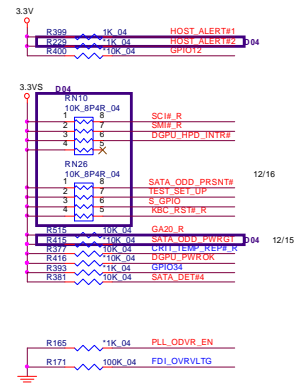 3.3V
R399 1K_04 HOST_ALERT#1
R229 *1K_04 HOST_ALERT#2 D04
R400 *10K_04 GPIO12
3.3VS D04
RN10
10K_8P4R_04
1 8 SCI#_R
2 7 SMI#_R
3 6 DGPU_HPD_INTR#
4 5
12/16
RN26
10K_8P4R_04
1 8 SATA_ODD_PRSNT#
2 7 TEST_SET_UP
3 6 S_GPIO
4 5 KBC_RST#_R
R515 10K_04 GA20_R
R415 *10K_04 SATA_ODD_PWRGT D04 12/15
R377 *10K_04 CRIT_TEMP_REP#_R
R416 *10K_04 DGPU_PWROK
R393 *1K_04 GPIO34
R381 10K_04 SATA_DET#4
R165 *1K_04 PLL_ODVR_EN
R171 100K_04 FDI_OVRVLTG